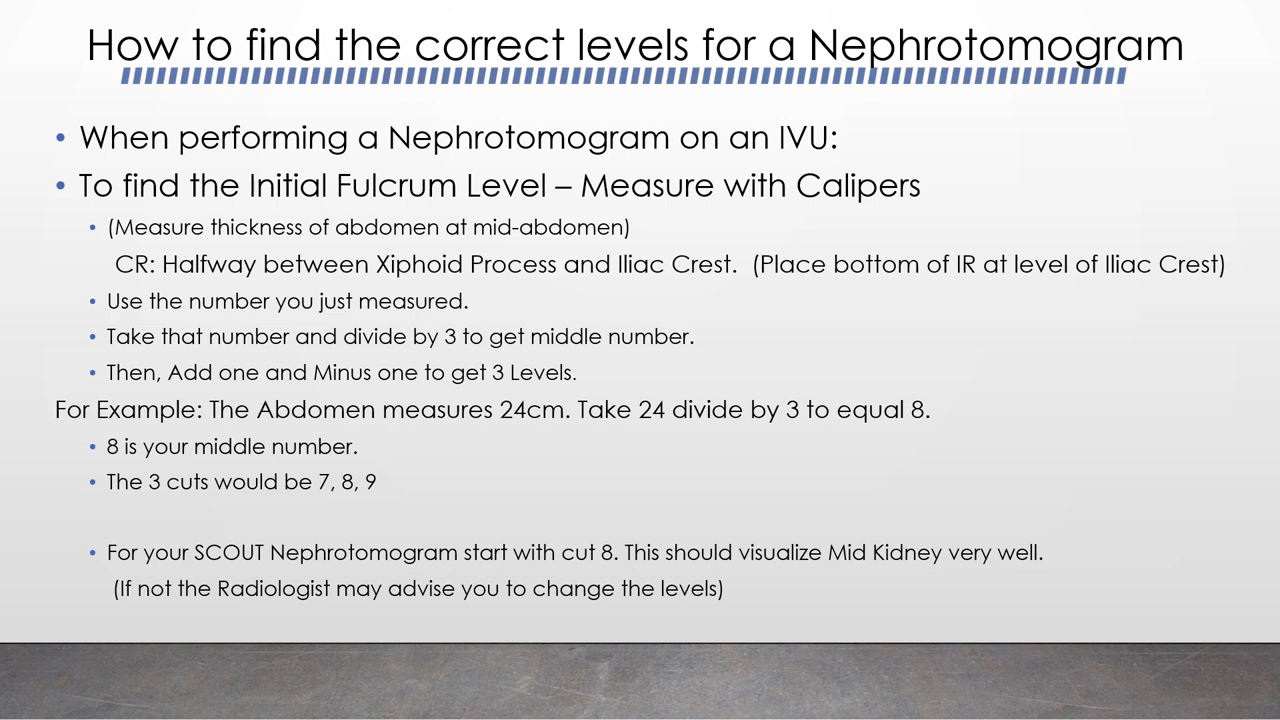 How to find the correct levels for a Nephrotomogram
• When performing a Nephrotomogram on an IVU:
• To find the Initial Fulcrum Level – Measure with Calipers
• (Measure thickness of abdomen at mid-abdomen)
CR: Halfway between Xiphoid Process and Iliac Crest. (Place bottom of IR at level of Iliac Crest)
• Use the number you just measured.
• Take that number and divide by 3 to get middle number.
• Then, Add one and Minus one to get 3 Levels.
For Example: The Abdomen measures 24cm. Take 24 divide by 3 to equal 8.
• 8 is your middle number.
• The 3 cuts would be 7, 8, 9
• For your SCOUT Nephrotomogram start with cut 8. This should visualize Mid Kidney very well.
(If not the Radiologist may advise you to change the levels)